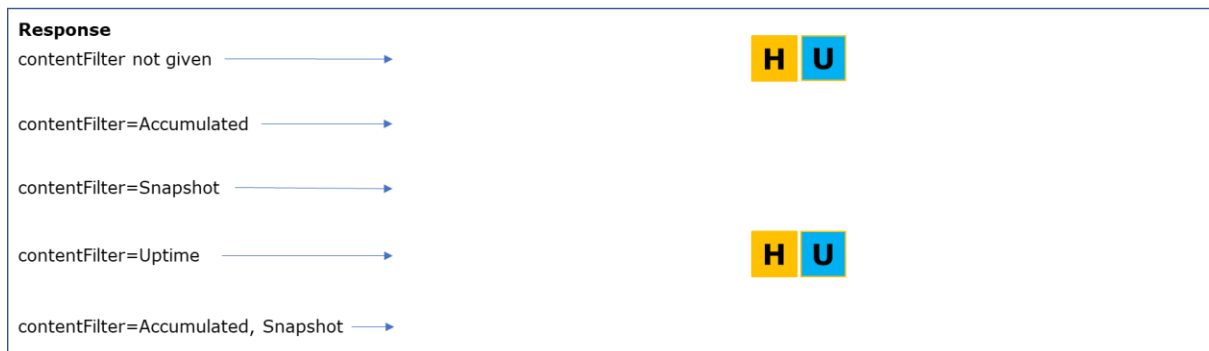 Response
contentFilter not given H U
contentFilter=Accumulated
contentFilter=Snapshot
contentFilter=Uptime H U
contentFilter=Accumulated, Snapshot